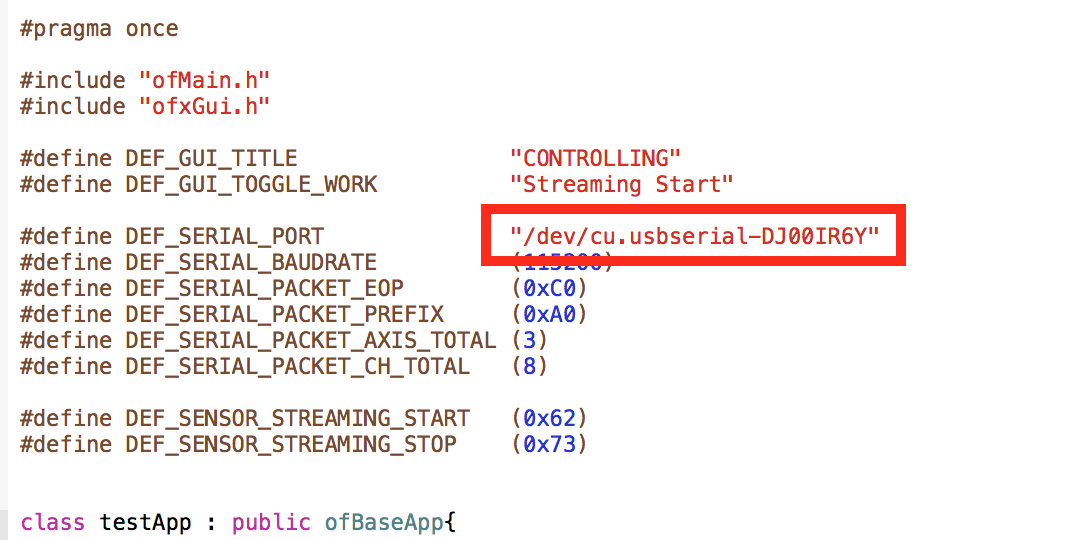 #pragma once
#include "ofMain.h"
#include "ofxGui.h"
#define DEF_GUI_TITLE "CONTROLLING"
#define DEF_GUI_TOGGLE_WORK "Streaming Start"
#define DEF_SERIAL_PORT "/dev/cu.usbserial-DJ00IR6Y"
#define DEF_SERIAL_BAUDRATE (115200)
#define DEF_SERIAL_PACKET_EOP (0xC0)
#define DEF_SERIAL_PACKET_PREFIX (0xA0)
#define DEF_SERIAL_PACKET_AXIS_TOTAL (3)
#define DEF_SERIAL_PACKET_CH_TOTAL (8)
#define DEF_SENSOR_STREAMING_START (0x62)
#define DEF_SENSOR_STREAMING_STOP (0x73)
class testApp : public ofBaseApp{